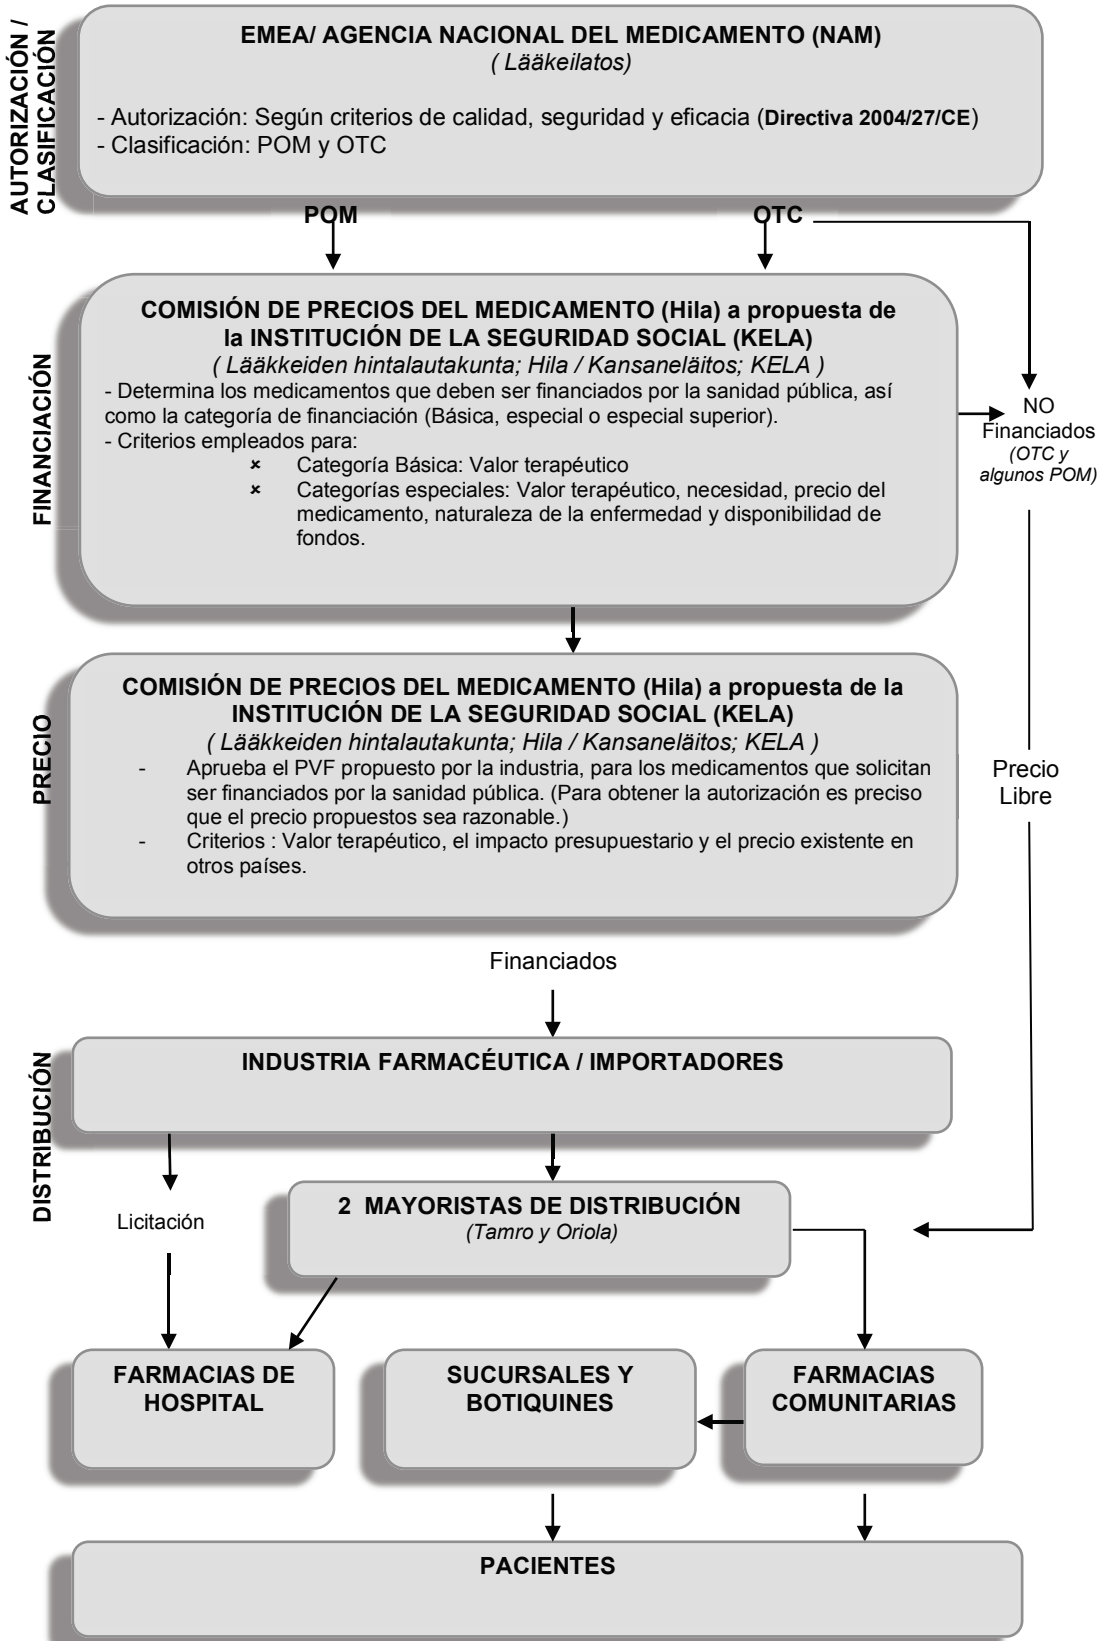 AUTORIZACIÓN /
CLASIFICACIÓN
EMEA/ AGENCIA NACIONAL DEL MEDICAMENTO (NAM)
( Lääkeilatos)
- Autorización: Según criterios de calidad, seguridad y eficacia (Directiva 2004/27/CE)
- Clasificación: POM y OTC
POM
OTC
FINANCIACIÓN
COMISIÓN DE PRECIOS DEL MEDICAMENTO (Hila) a propuesta de
la INSTITUCIÓN DE LA SEGURIDAD SOCIAL (KELA)
( Lääkkeiden hintalautakunta; Hila / Kansaneläitos; KELA )
- Determina los medicamentos que deben ser financiados por la sanidad pública, así
como la categoría de financiación (Básica, especial o especial superior).
- Criterios empleados para:
× Categoría Básica: Valor terapéutico
× Categorías especiales: Valor terapéutico, necesidad, precio del
medicamento, naturaleza de la enfermedad y disponibilidad de
fondos.
NO
Financiados
(OTC y
algunos POM)
PRECIO
COMISIÓN DE PRECIOS DEL MEDICAMENTO (Hila) a propuesta de la
INSTITUCIÓN DE LA SEGURIDAD SOCIAL (KELA)
( Lääkkeiden hintalautakunta; Hila / Kansaneläitos; KELA )
- Aprueba el PVF propuesto por la industria, para los medicamentos que solicitan
ser financiados por la sanidad pública. (Para obtener la autorización es preciso
que el precio propuestos sea razonable.)
- Criterios : Valor terapéutico, el impacto presupuestario y el precio existente en
otros países.
Precio
Libre
Financiados
DISTRIBUCIÓN
INDUSTRIA FARMACÉUTICA / IMPORTADORES
Licitación
2 MAYORISTAS DE DISTRIBUCIÓN
(Tamro y Oriola)
FARMACIAS DE
HOSPITAL
SUCURSALES Y
BOTIQUINES
FARMACIAS
COMUNITARIAS
PACIENTES